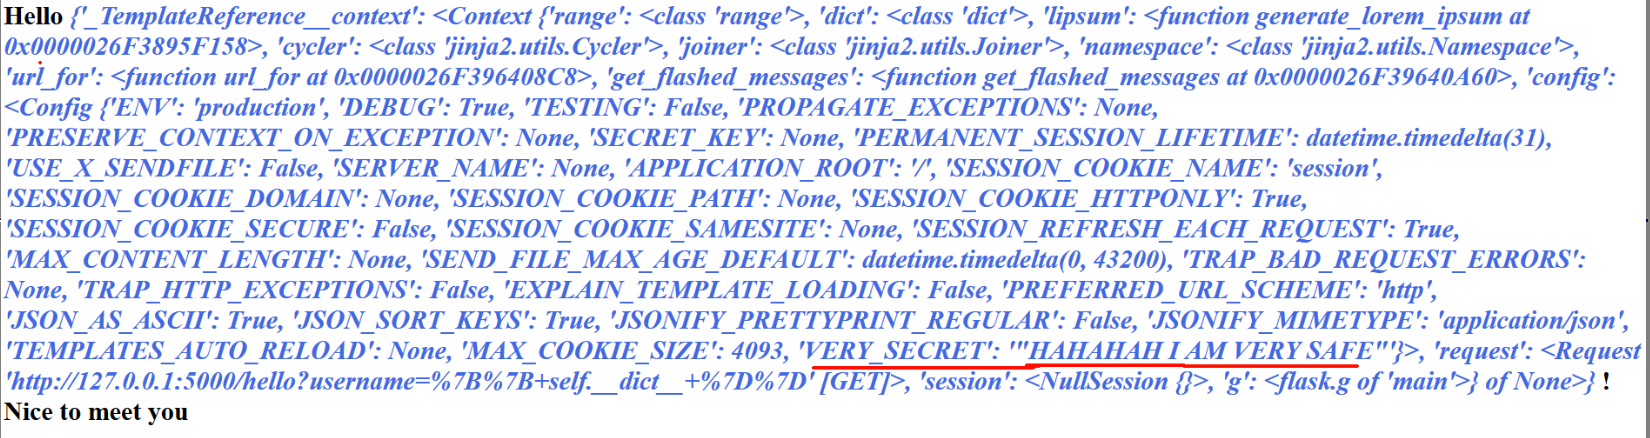 Hello {'_TemplateReference__context': <Context {'range': <class 'range'>, 'dict': <class 'dict'>, 'lipsum': <function generate_lorem_ipsum at
0x0000026F3895F158>, 'cycler': <class 'jinja2.utils.Cycler'>, 'joiner': <class 'jinja2.utils.Joiner'>, 'namespace': <class 'jinja2.utils.Namespace'>,
'url_for': <function url_for at 0x0000026F396408C8>, 'get_flashed_messages': <function get_flashed_messages at 0x0000026F39640A60>, 'config':
<Config {'ENV': 'production', 'DEBUG': True, 'TESTING': False, 'PROPAGATE_EXCEPTIONS': None,
'PRESERVE_CONTEXT_ON_EXCEPTION': None, 'SECRET_KEY': None, 'PERMANENT_SESSION_LIFETIME': datetime.timedelta(31),
'USE_X_SENDFILE': False, 'SERVER_NAME': None, 'APPLICATION_ROOT': '/', 'SESSION_COOKIE_NAME': 'session',
'SESSION_COOKIE_DOMAIN': None, 'SESSION_COOKIE_PATH': None, 'SESSION_COOKIE_HTTPONLY': True,
'SESSION_COOKIE_SECURE': False, 'SESSION_COOKIE_SAMESITE': None, 'SESSION_REFRESH_EACH_REQUEST': True,
'MAX_CONTENT_LENGTH': None, 'SEND_FILE_MAX_AGE_DEFAULT': datetime.timedelta(0, 43200), 'TRAP_BAD_REQUEST_ERRORS':
None, 'TRAP_HTTP_EXCEPTIONS': False, 'EXPLAIN_TEMPLATE_LOADING': False, 'PREFERRED_URL_SCHEME': 'http',
'JSON_AS_ASCII': True, 'JSON_SORT_KEYS': True, 'JSONIFY_PRETTYPRINT_REGULAR': False, 'JSONIFY_MIMETYPE': 'application/json',
'TEMPLATES_AUTO_RELOAD': None, 'MAX_COOKIE_SIZE': 4093, 'VERY_SECRET': '"HAHAHAH I AM VERY SAFE"'}>, 'request': <Request
'http://127.0.0.1:5000/hello?username=%7B%7B+self.__dict__+%7D%7D' [GET]>, 'session': <NullSession {}>, 'g': <flask.g of 'main'>} of None>} !
Nice to meet you